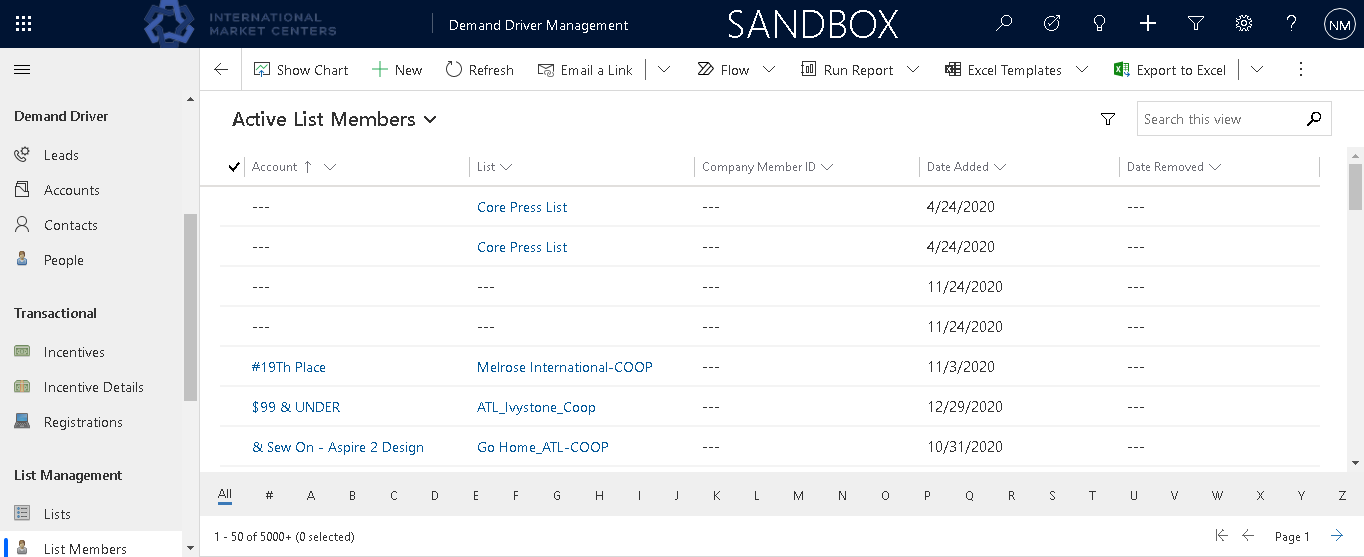 INTERNATIONAL
MARKET CENTERS
Demand Driver Management
SANDBOX
NM
Show Chart
New
Refresh
Email a Link
Flow
Run Report
Excel Templates
Export to Excel
Demand Driver
Leads
Accounts
Contacts
People
Transactional
Incentives
Incentive Details
Registrations
List Management
Lists
List Members
Active List Members
Search this view
Account List Company Member ID Date Added Date Removed
--- Core Press List --- 4/24/2020 ---
--- Core Press List --- 4/24/2020 ---
--- --- --- 11/24/2020 ---
--- --- --- 11/24/2020 ---
#19Th Place Melrose International-COOP --- 11/3/2020 ---
$99 & UNDER ATL_Ivystone_Coop --- 12/29/2020 ---
& Sew On - Aspire 2 Design Go Home_ATL-COOP --- 10/31/2020 ---
All # A B C D E F G H I J K L M N O P Q R S T U V W X Y Z
1 - 50 of 5000+ (0 selected)
Page 1